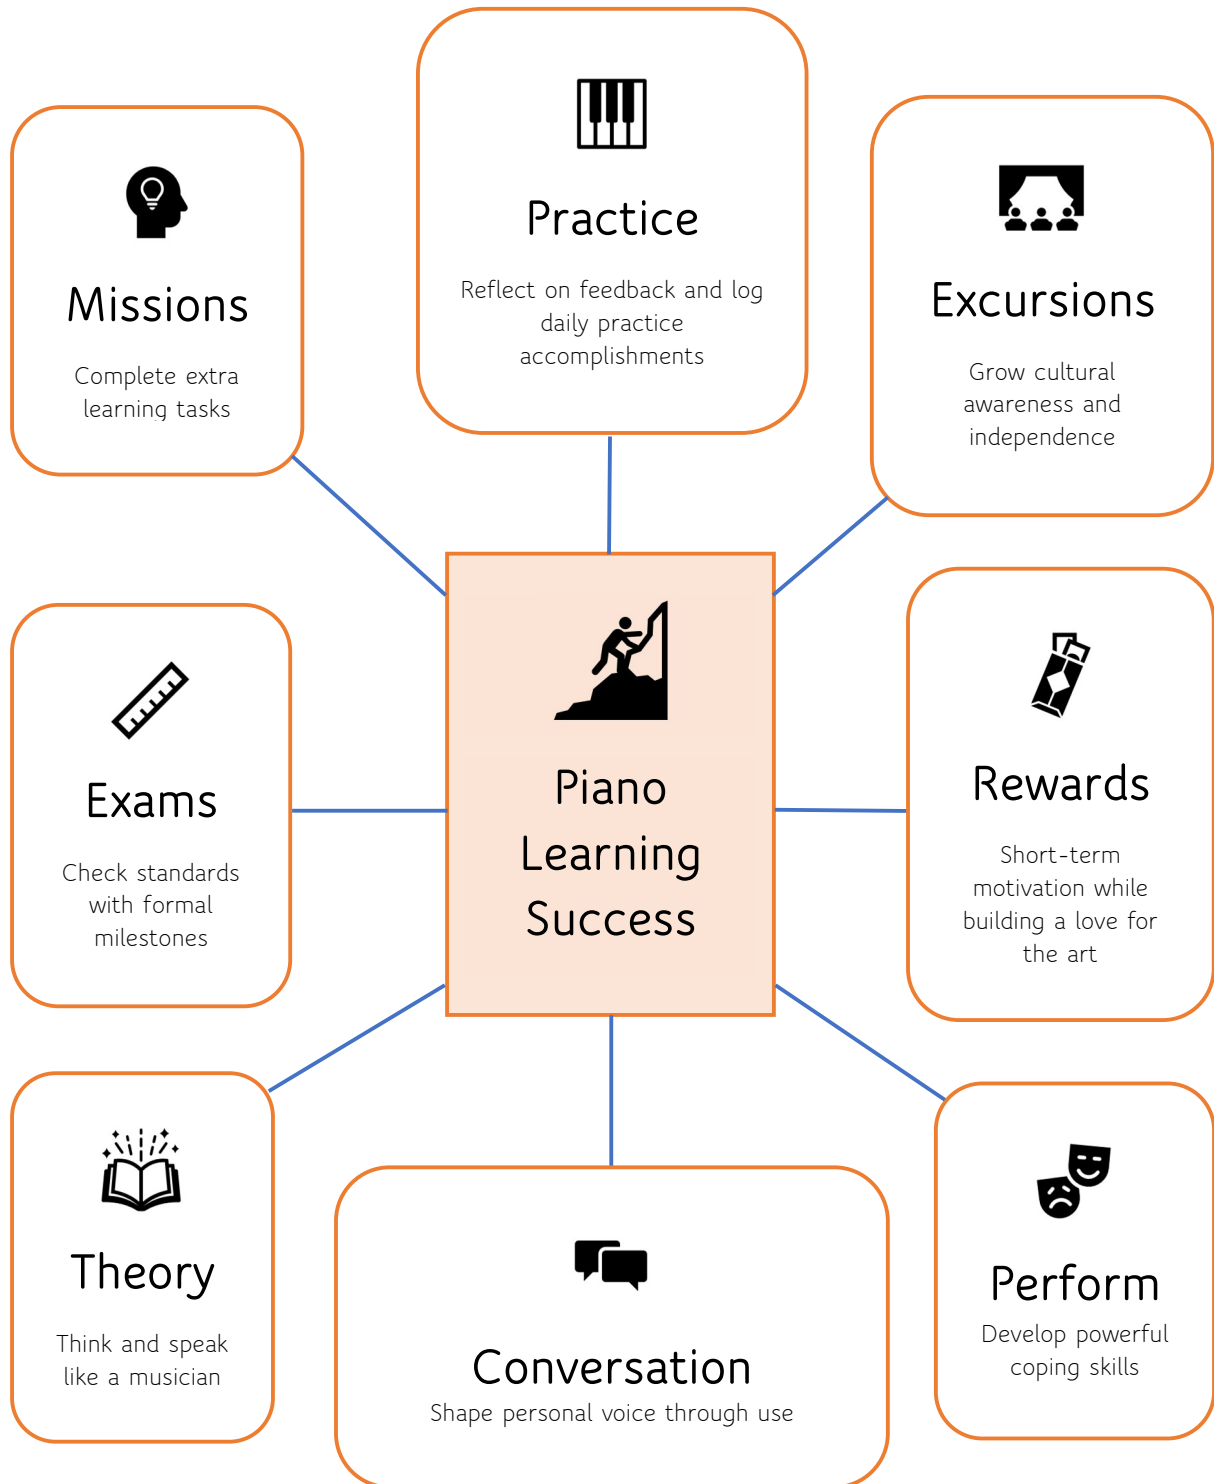 Practice
Reflect on feedback and log
daily practice
accomplishments
Missions
Complete extra
learning tasks
Excursions
Grow cultural
awareness and
independence
Piano
Learning
Success
Exams
Check standards
with formal
milestones
Rewards
Short-term
motivation while
building a love for
the art
Theory
Think and speak
like a musician
Conversation
Shape personal voice through use
Perform
Develop powerful
coping skills